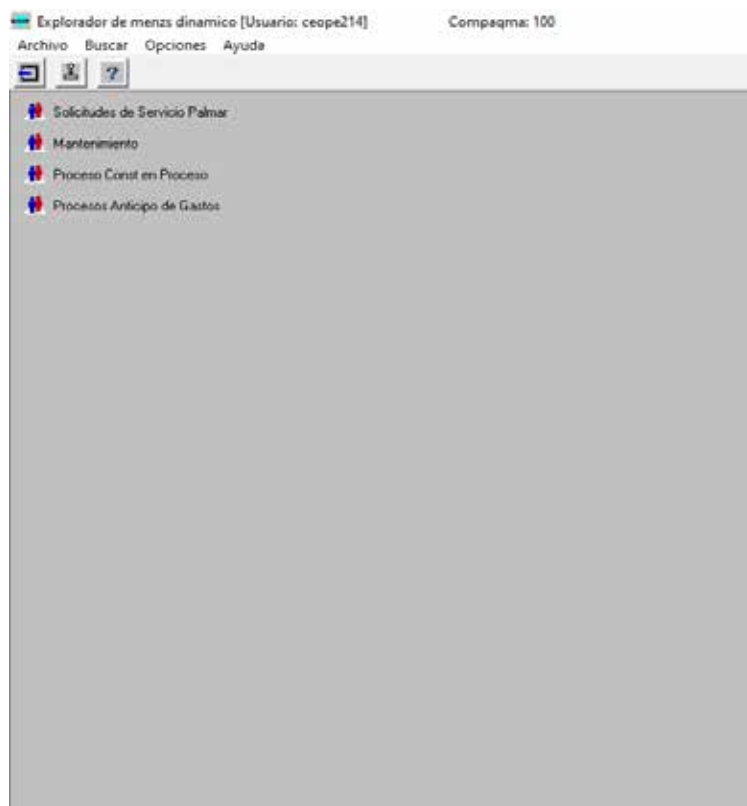 Explorador de menzs dinamico [Usuario: ceope214] Compaqma: 100
Archivo Buscar Opciones Ayuda
?
Solicitudes de Servicio Palmar
Mantenimiento
Proceso Const en Proceso
Procesos Anticipo de Gastos